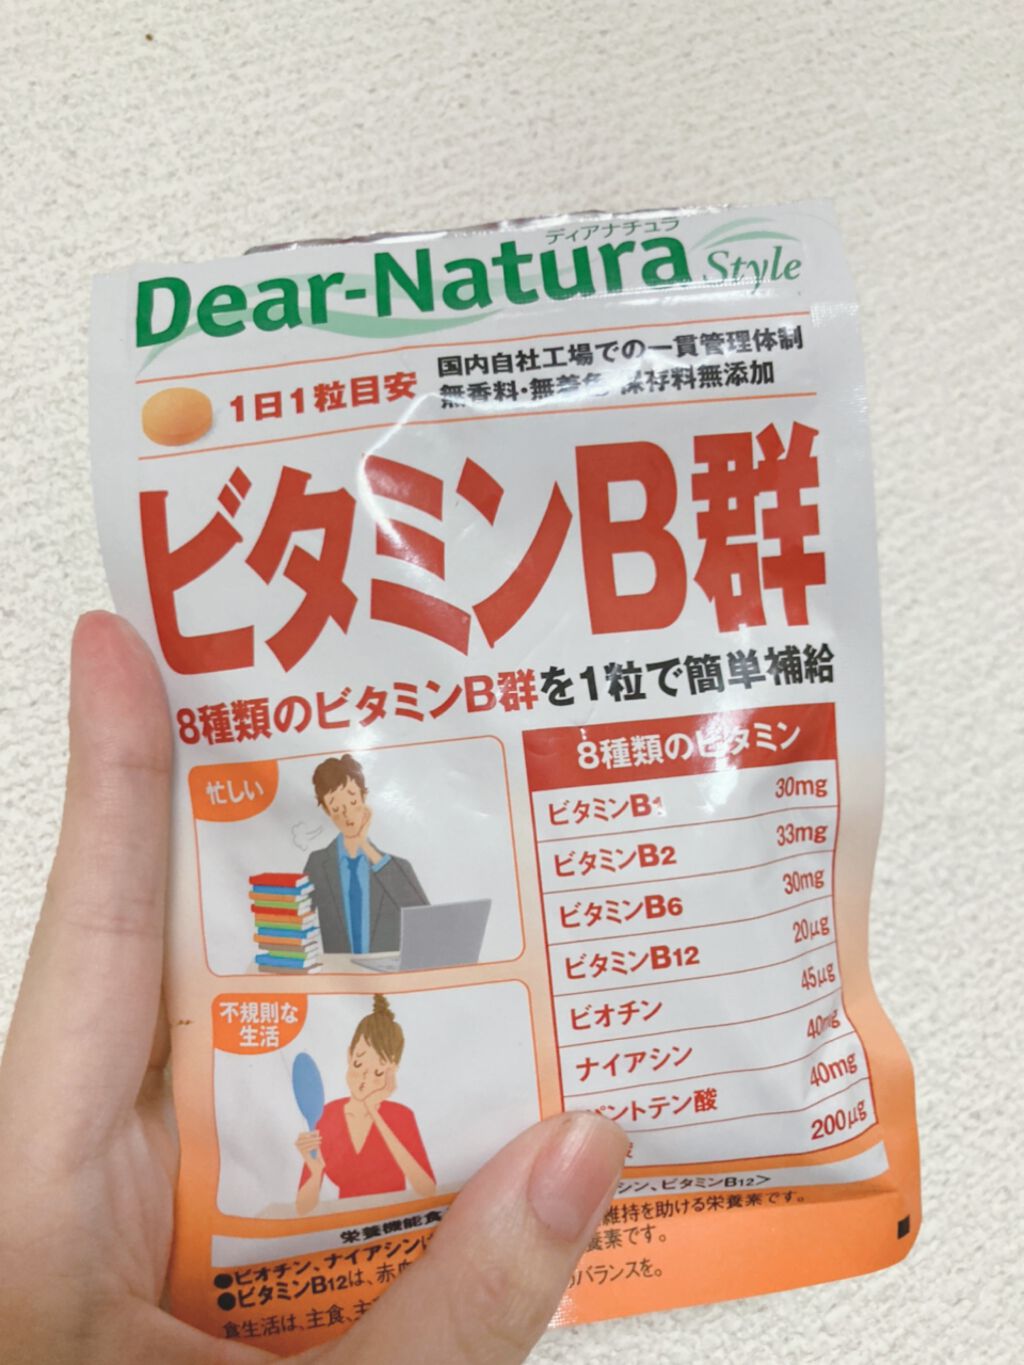 ディアナチュラ
Dear-Natura Style
1日1粒目安
国内自社工場での一貫管理体制
無香料・無着色 保存料無添加
ビタミンB群
8種類のビタミンB群を1粒で簡単補給
忙しい
不規則な
生活
8種類のビタミン
ビタミンB1 30mg
ビタミンB2 33mg
ビタミンB6 30mg
ビタミンB12 20μg
ビオチン 45μg
ナイアシン 40mg
パントテン酸 40mg
酸 200μg
栄養機能食 シン、ビタミンB12>
●ビオチン、ナイアシンは 維持を助ける栄養素です。
●ビタミンB12は、赤血 養素です。
食生活は、主食、主 のバランスを。